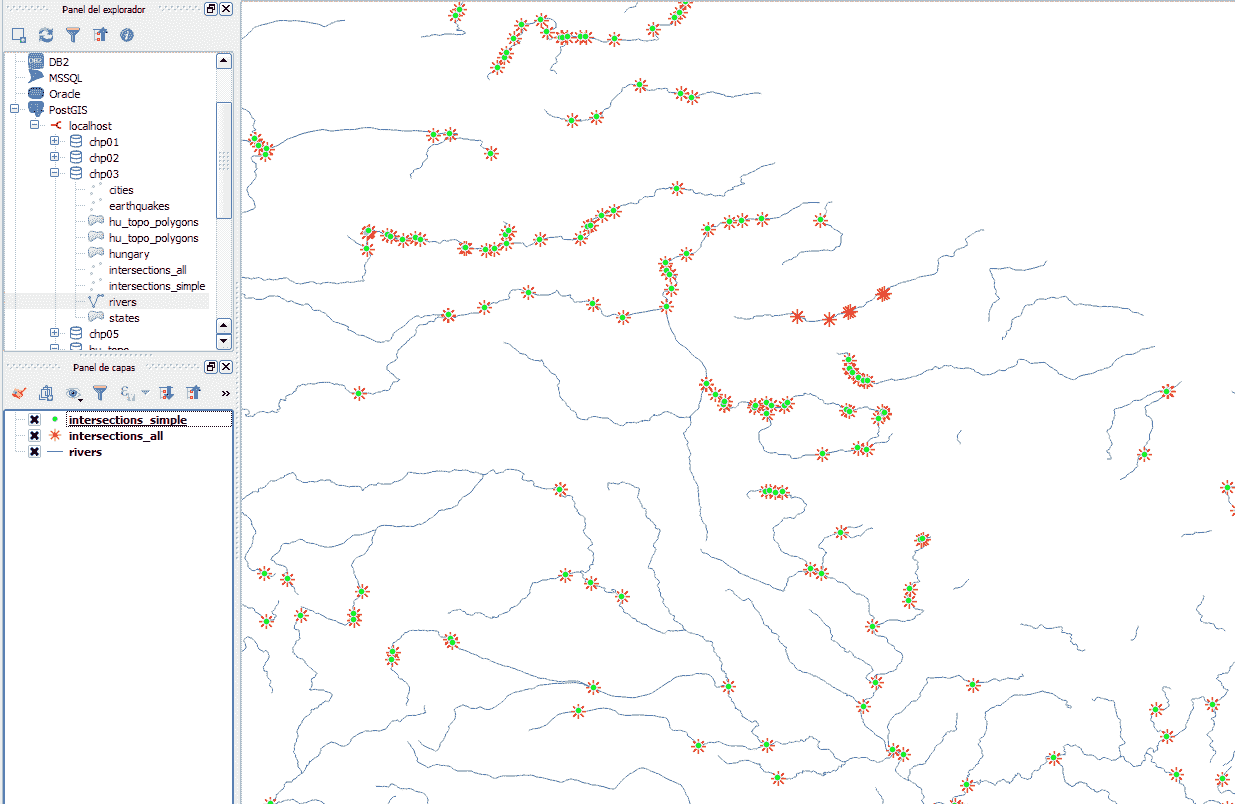 Panel del explorador
DB2
MSSQL
Oracle
PostGIS
localhost
chp01
chp02
chp03
cities
earthquakes
hu_topo_polygons
hu_topo_polygons
hungary
intersections_all
intersections_simple
rivers
states
chp05
hu_topo
Panel de capas
»
intersections_simple
intersections_all
rivers